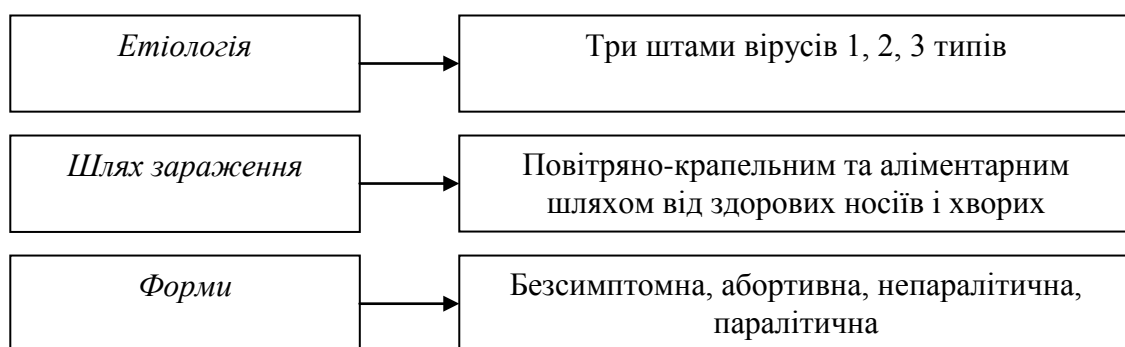 Етіологія
Три штами вірусів 1, 2, 3 типів
Шлях зараження
Повітряно-крапельним та аліментарним
шляхом від здорових носіїв і хворих
Форми
Безсимптомна, абортивна, непаралітична,
паралітична